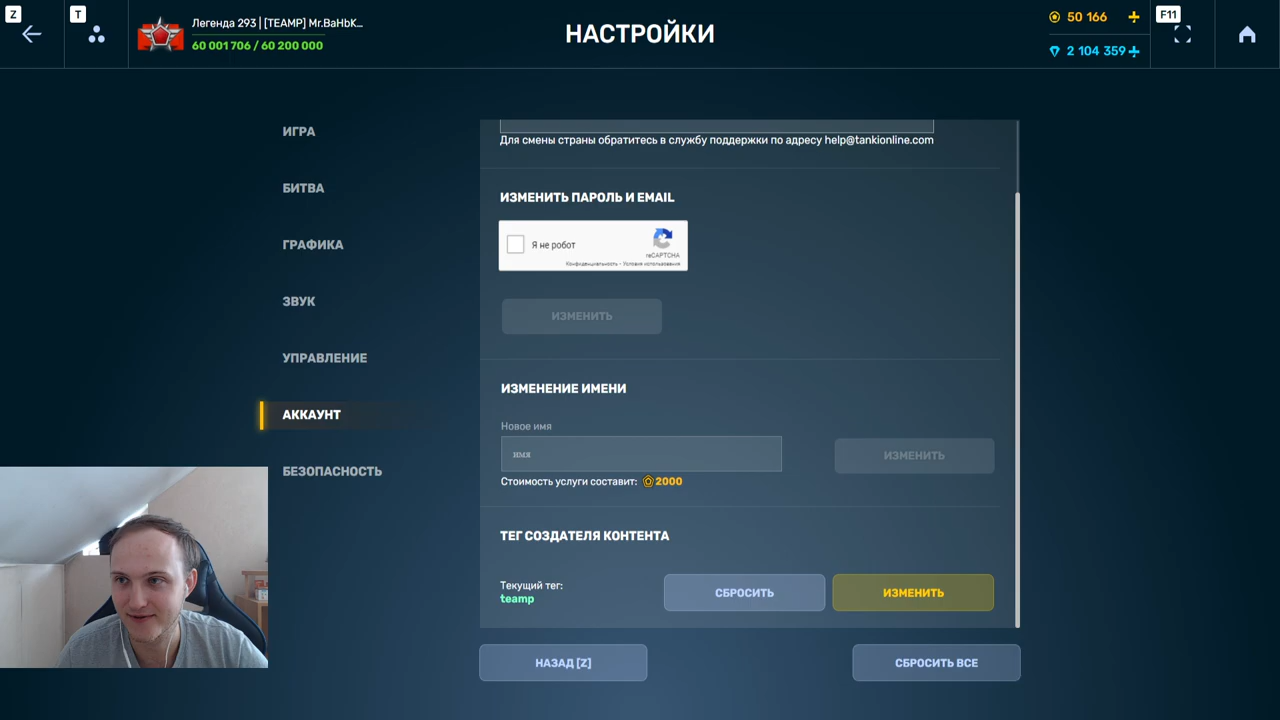 Z
T
Легенда 293 | [TEAMP] Mr.BaHbK...
60 001 706 / 60 200 000
НАСТРОЙКИ
50 166
2 104 359
F11
ИГРА
БИТВА
ГРАФИКА
ЗВУК
УПРАВЛЕНИЕ
АККАУНТ
БЕЗОПАСНОСТЬ
Для смены страны обратитесь в службу поддержки по адресу help@tankionline.com
ИЗМЕНИТЬ ПАРОЛЬ И EMAIL
Я не робот
reCAPTCHA
Конфиденциальность - Условия использования
ИЗМЕНИТЬ
ИЗМЕНЕНИЕ ИМЕНИ
Новое имя
имя
ИЗМЕНИТЬ
Стоимость услуги составит: 2000
ТЕГ СОЗДАТЕЛЯ КОНТЕНТА
Текущий тег:
teamp
СБРОСИТЬ
ИЗМЕНИТЬ
НАЗАД [Z]
СБРОСИТЬ ВСЕ